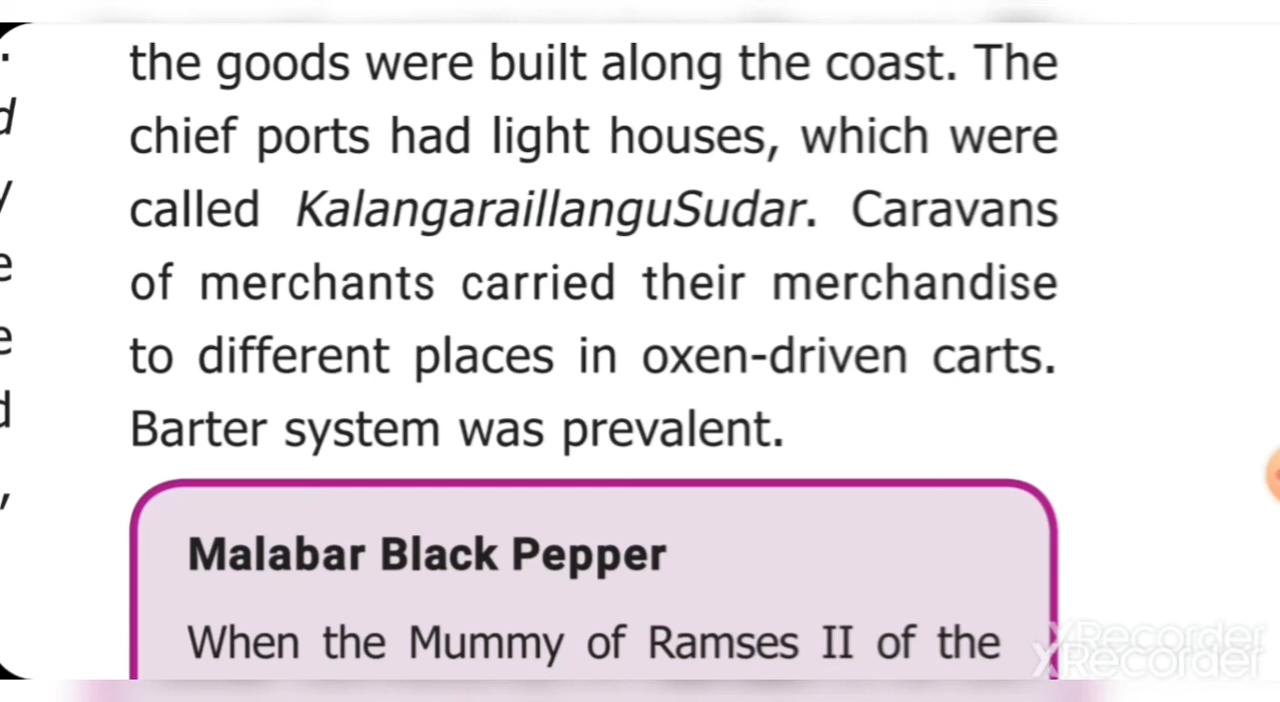 the goods were built along the coast. The
chief ports had light houses, which were
called KalangaraillanguSudar. Caravans
of merchants carried their merchandise
to different places in oxen-driven carts.
Barter system was prevalent.
Malabar Black Pepper
When the Mummy of Ramses II of the
XRecorder
XRecorder